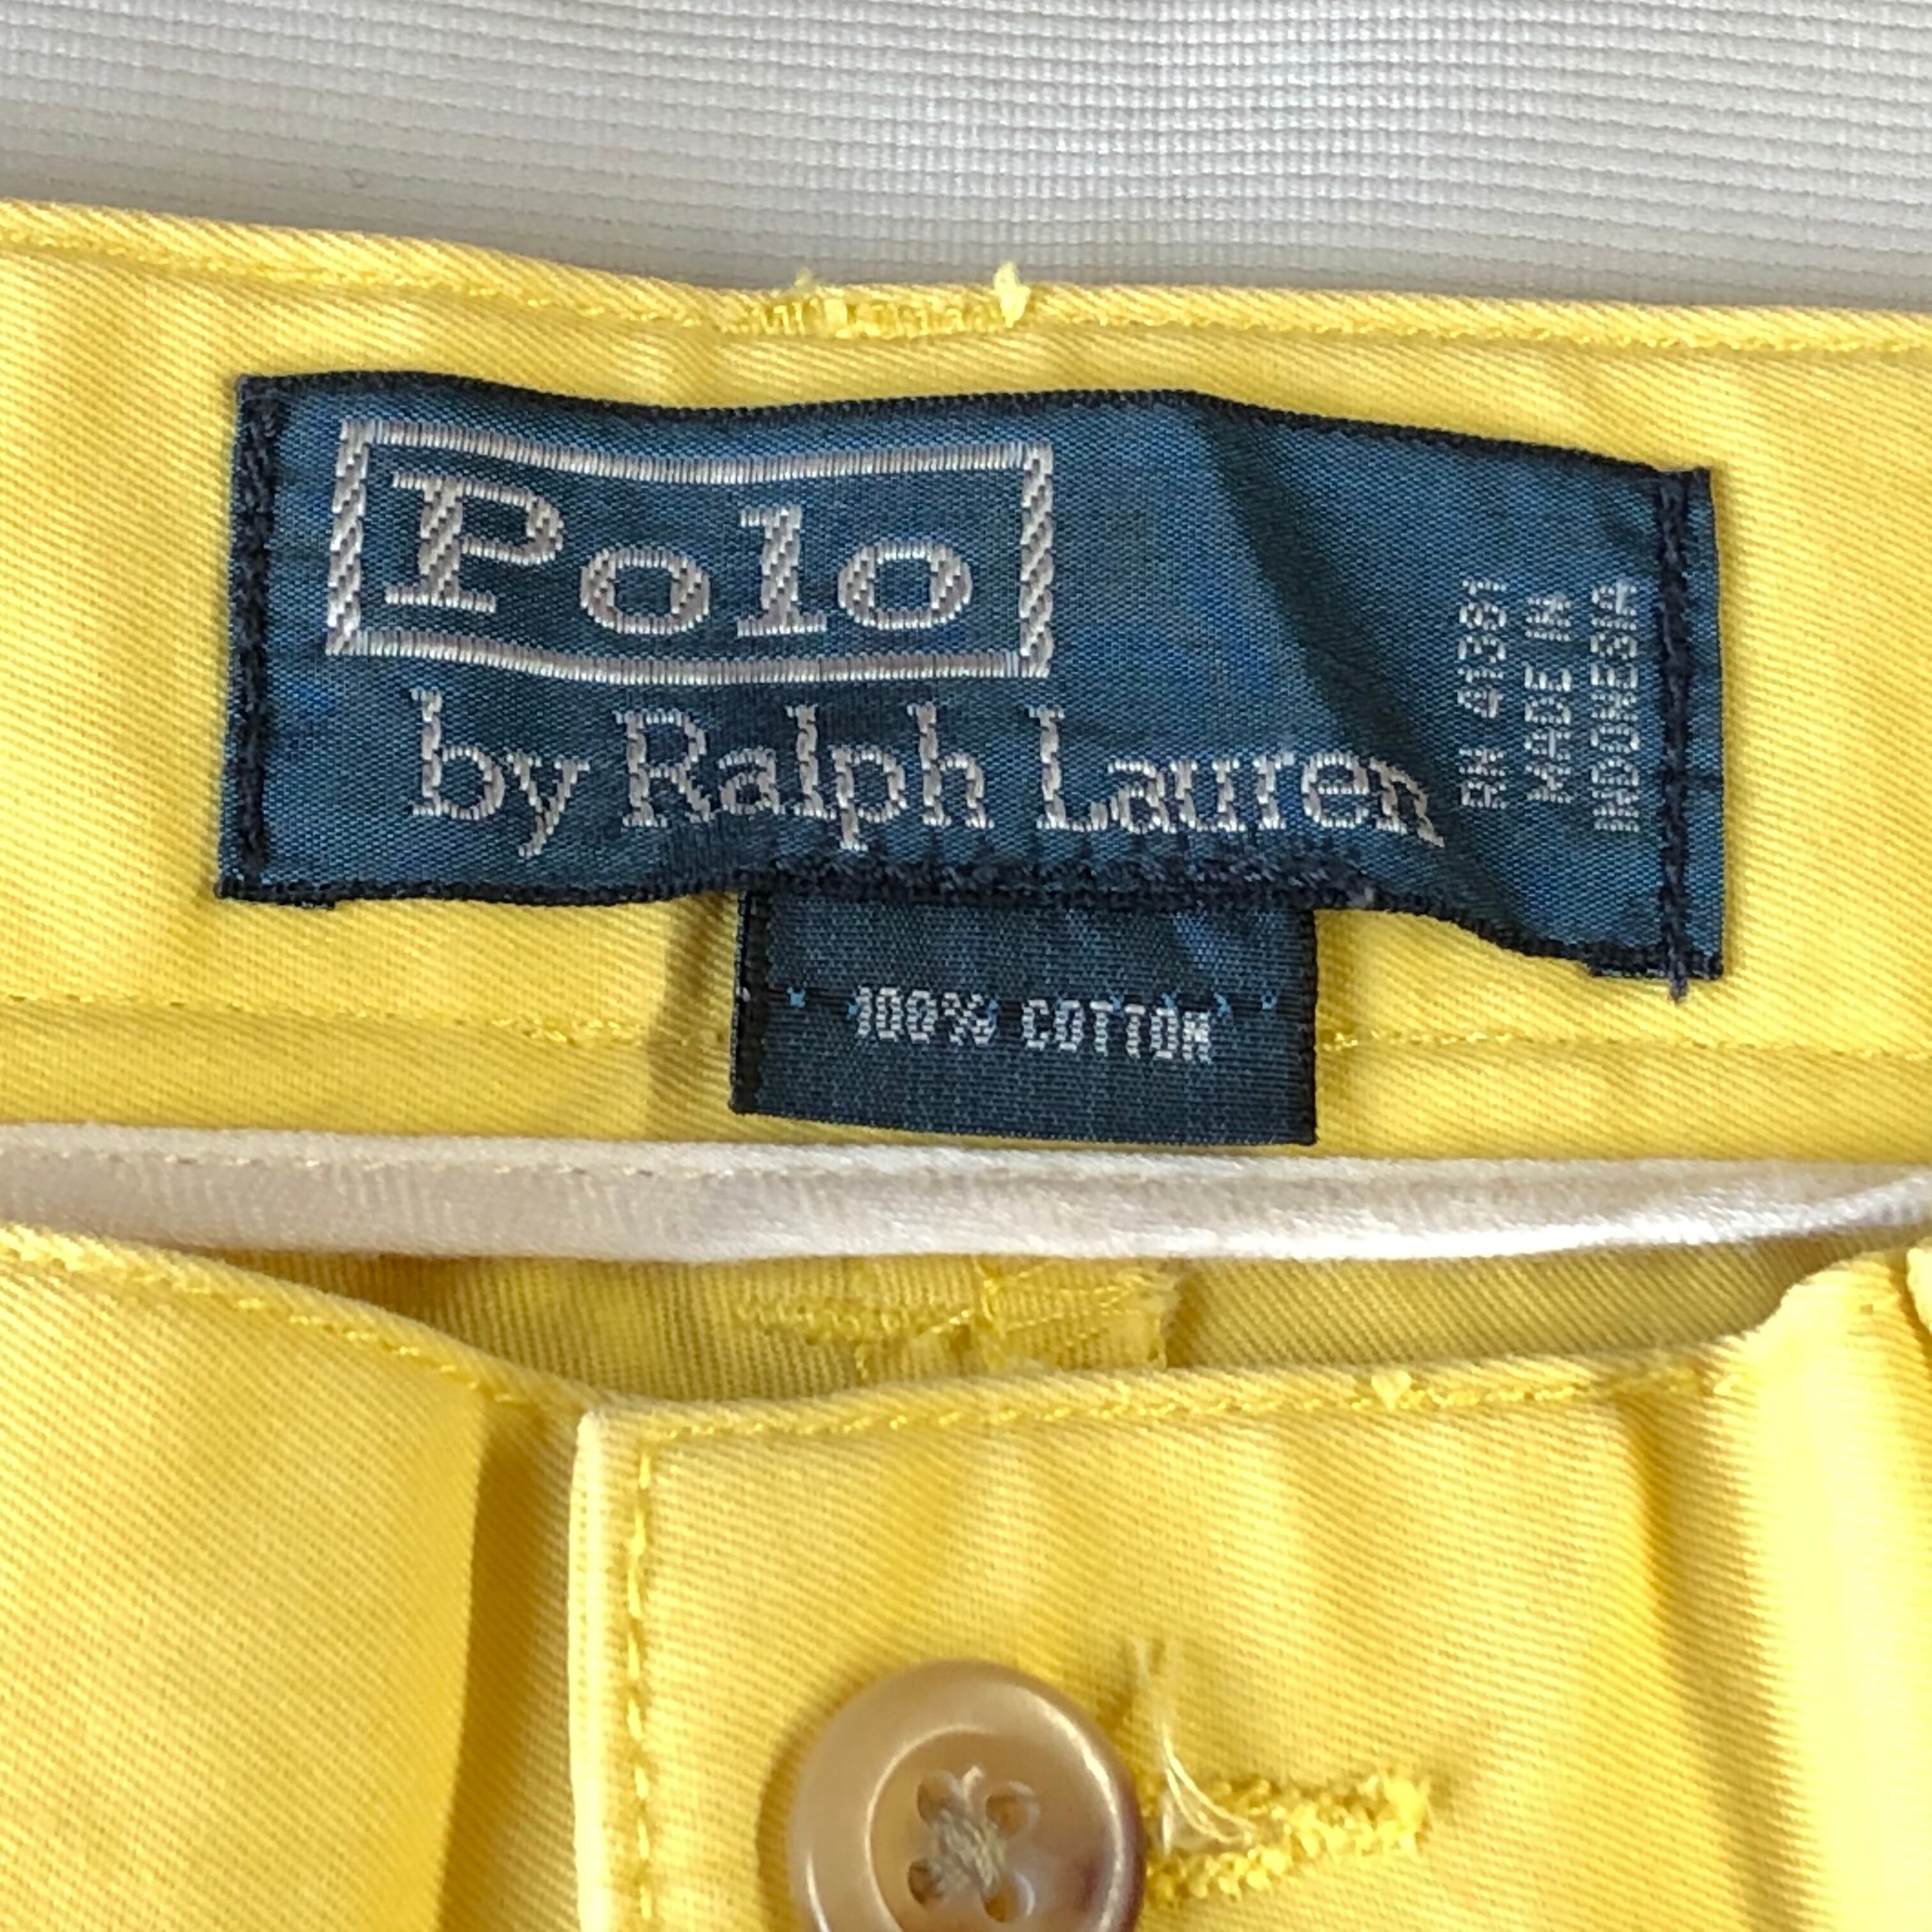 Polo
by Ralph Lauren
RN 41381
MADE IN
INDONESIA
100% COTTON